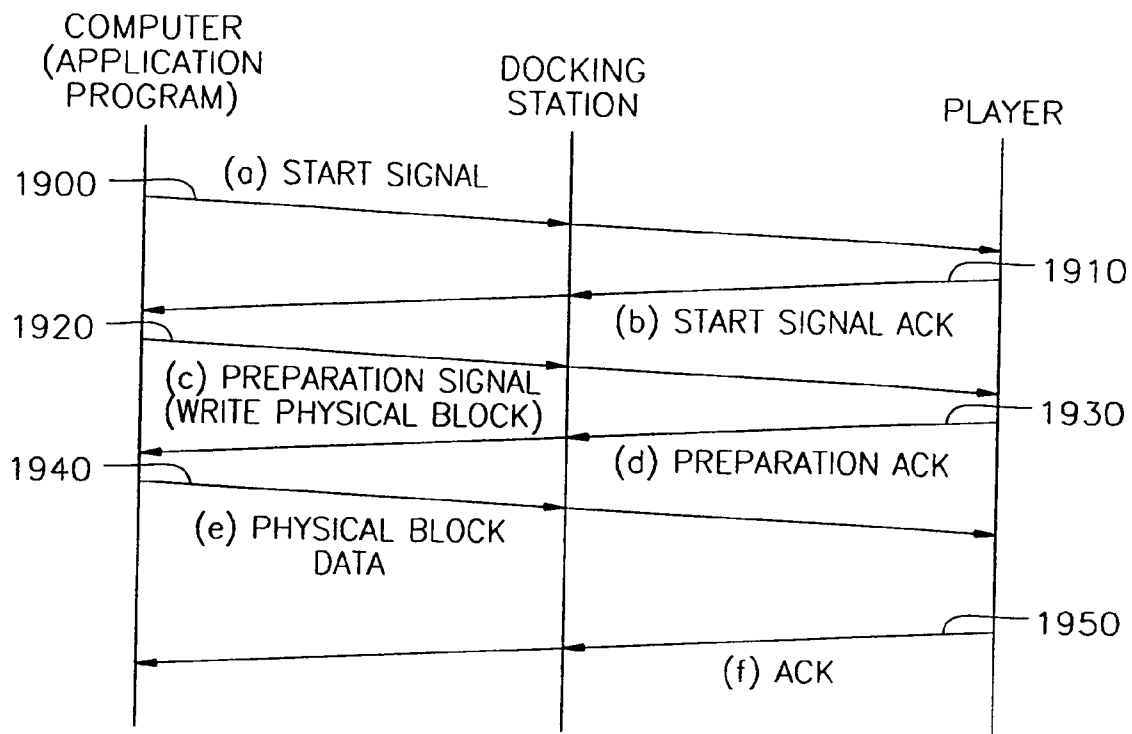 COMPUTER
(APPLICATION
PROGRAM)
DOCKING
STATION
PLAYER
1900
(a) START SIGNAL
1910
(b) START SIGNAL ACK
1920
(c) PREPARATION SIGNAL
(WRITE PHYSICAL BLOCK)
1930
(d) PREPARATION ACK
1940
(e) PHYSICAL BLOCK
DATA
1950
(f) ACK